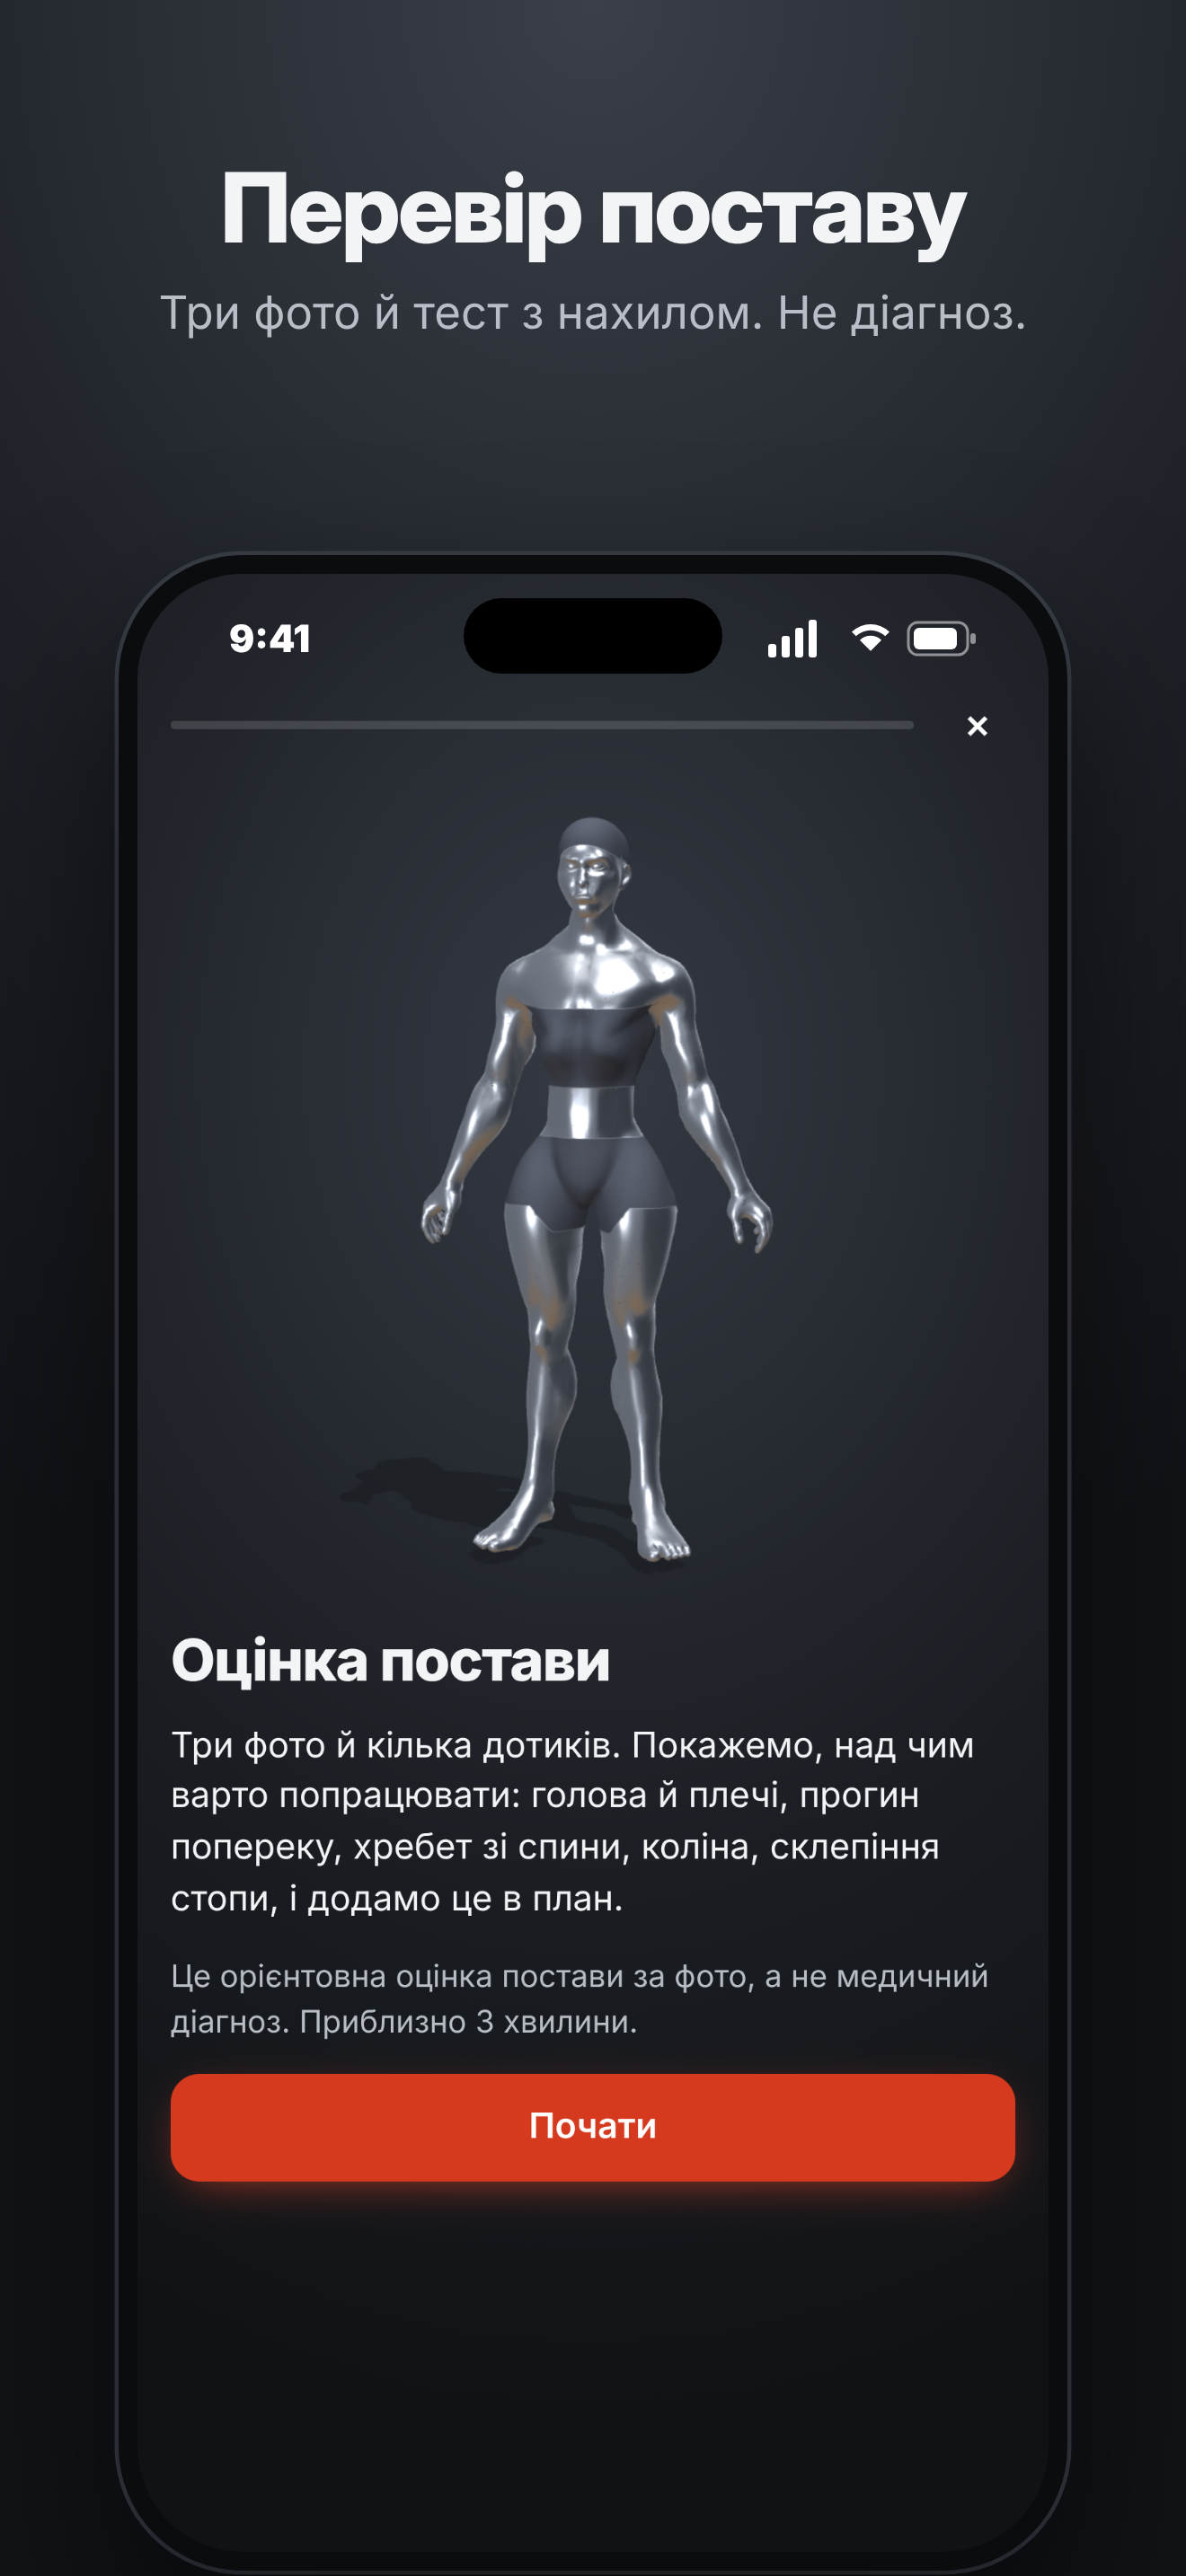 Перевір поставу
Три фото й тест з нахилом. Не діагноз.
9:41
Оцінка постави
Три фото й кілька дотиків. Покажемо, над чим
варто попрацювати: голова й плечі, прогин
попереку, хребет зі спини, коліна, склепіння
стопи, і додамо це в план.
Це орієнтовна оцінка постави за фото, а не медичний
діагноз. Приблизно 3 хвилини.
Почати